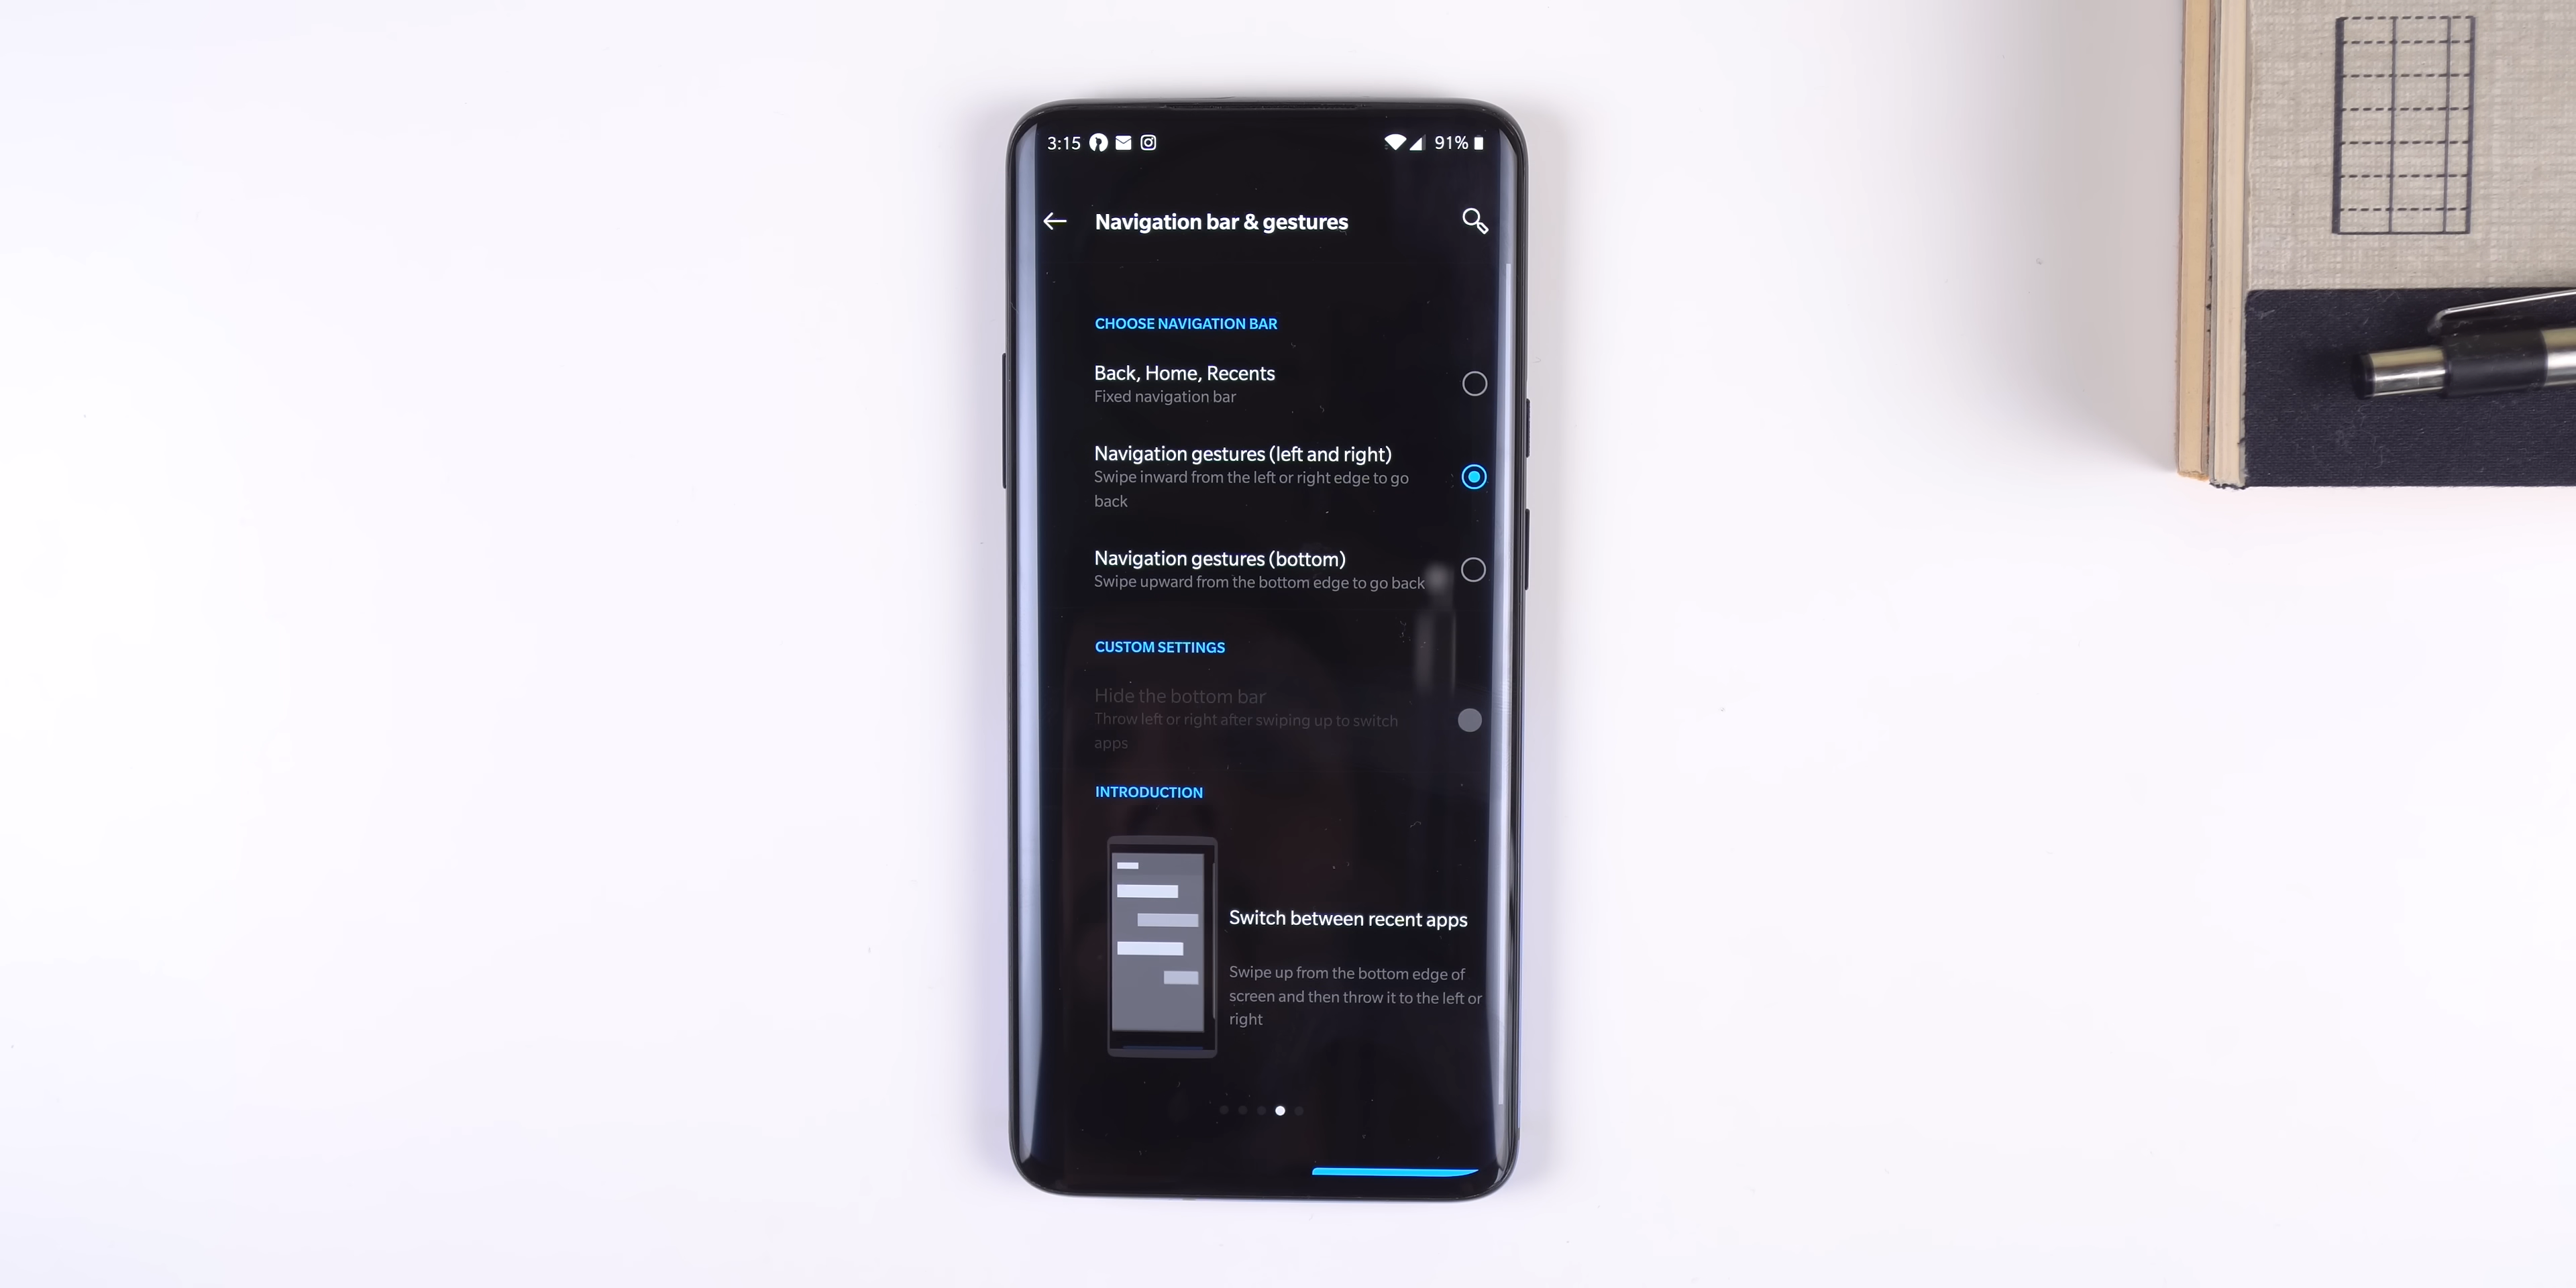 3:15 91%
Navigation bar & gestures
CHOOSE NAVIGATION BAR
Back, Home, Recents
Fixed navigation bar
Navigation gestures (left and right)
Swipe inward from the left or right edge to go
back
Navigation gestures (bottom)
Swipe upward from the bottom edge to go back
CUSTOM SETTINGS
Hide the bottom bar
Throw left or right after swiping up to switch
apps
INTRODUCTION
Switch between recent apps
Swipe up from the bottom edge of
screen and then throw it to the left or
right